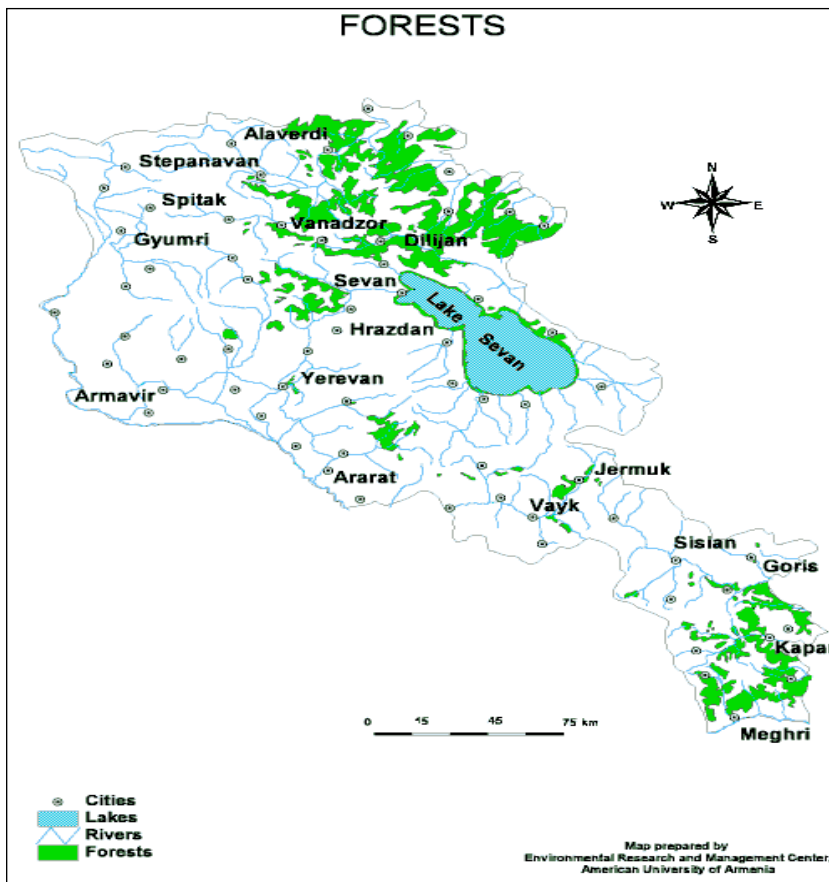 FORESTS
N
W E
S
Alaverdi
Stepanavan
Spitak
Vanadzor
Gyumri
Dilijan
Sevan
Lake
Sevan
Hrazdan
Yerevan
Armavir
Ararat
Jermuk
Vayk
Sisian
Goris
Kapan
Meghri
0 15 45 75 km
Cities
Lakes
Rivers
Forests
Map prepared by
Environmental Research and Management Center,
American University of Armenia